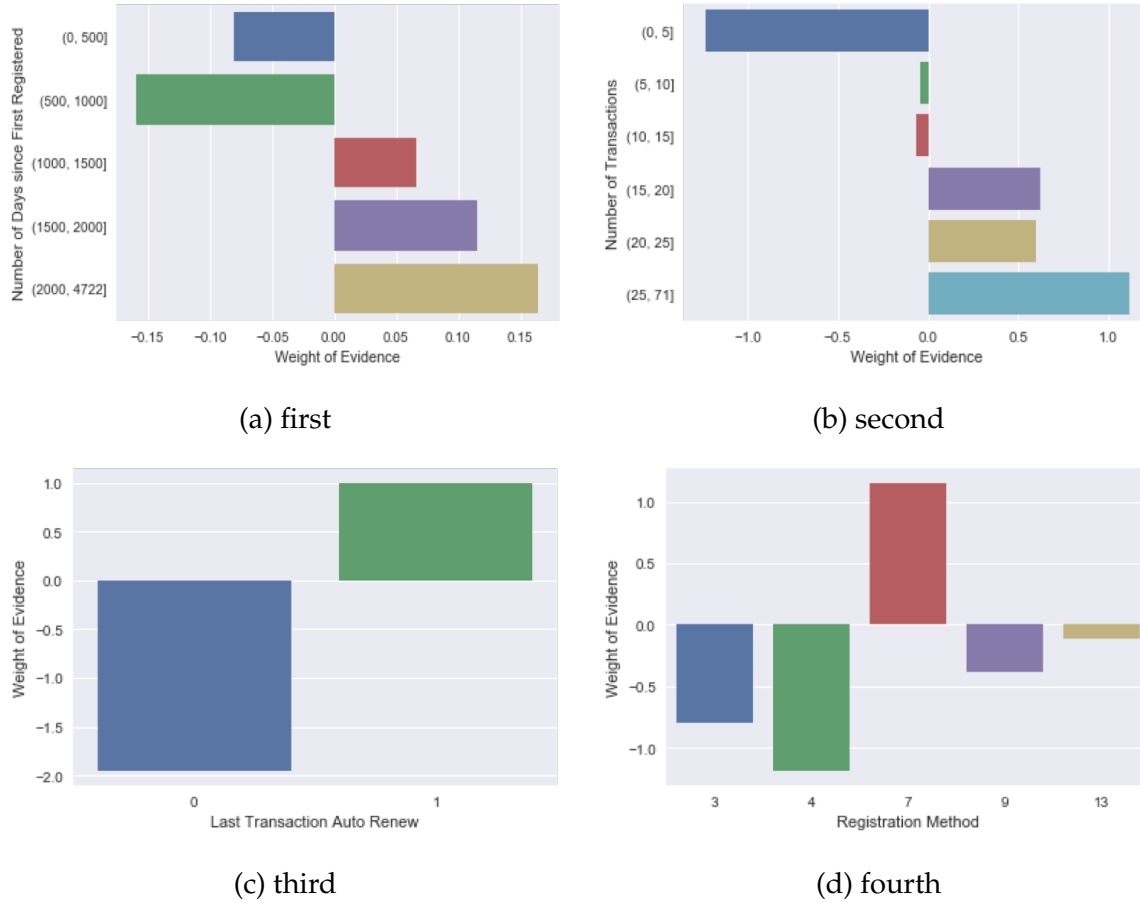 Number of Days since First Registered
(0, 500]
(500, 1000]
(1000, 1500]
(1500, 2000]
(2000, 4722]
−0.15 −0.10 −0.05 0.00 0.05 0.10 0.15
Weight of Evidence
(a) first
Number of Transactions
(0, 5]
(5, 10]
(10, 15]
(15, 20]
(20, 25]
(25, 71]
−1.0 −0.5 0.0 0.5 1.0
Weight of Evidence
(b) second
Weight of Evidence
1.0
0.5
0.0
−0.5
−1.0
−1.5
−2.0
0 1
Last Transaction Auto Renew
(c) third
Weight of Evidence
1.0
0.5
0.0
−0.5
−1.0
3 4 7 9 13
Registration Method
(d) fourth